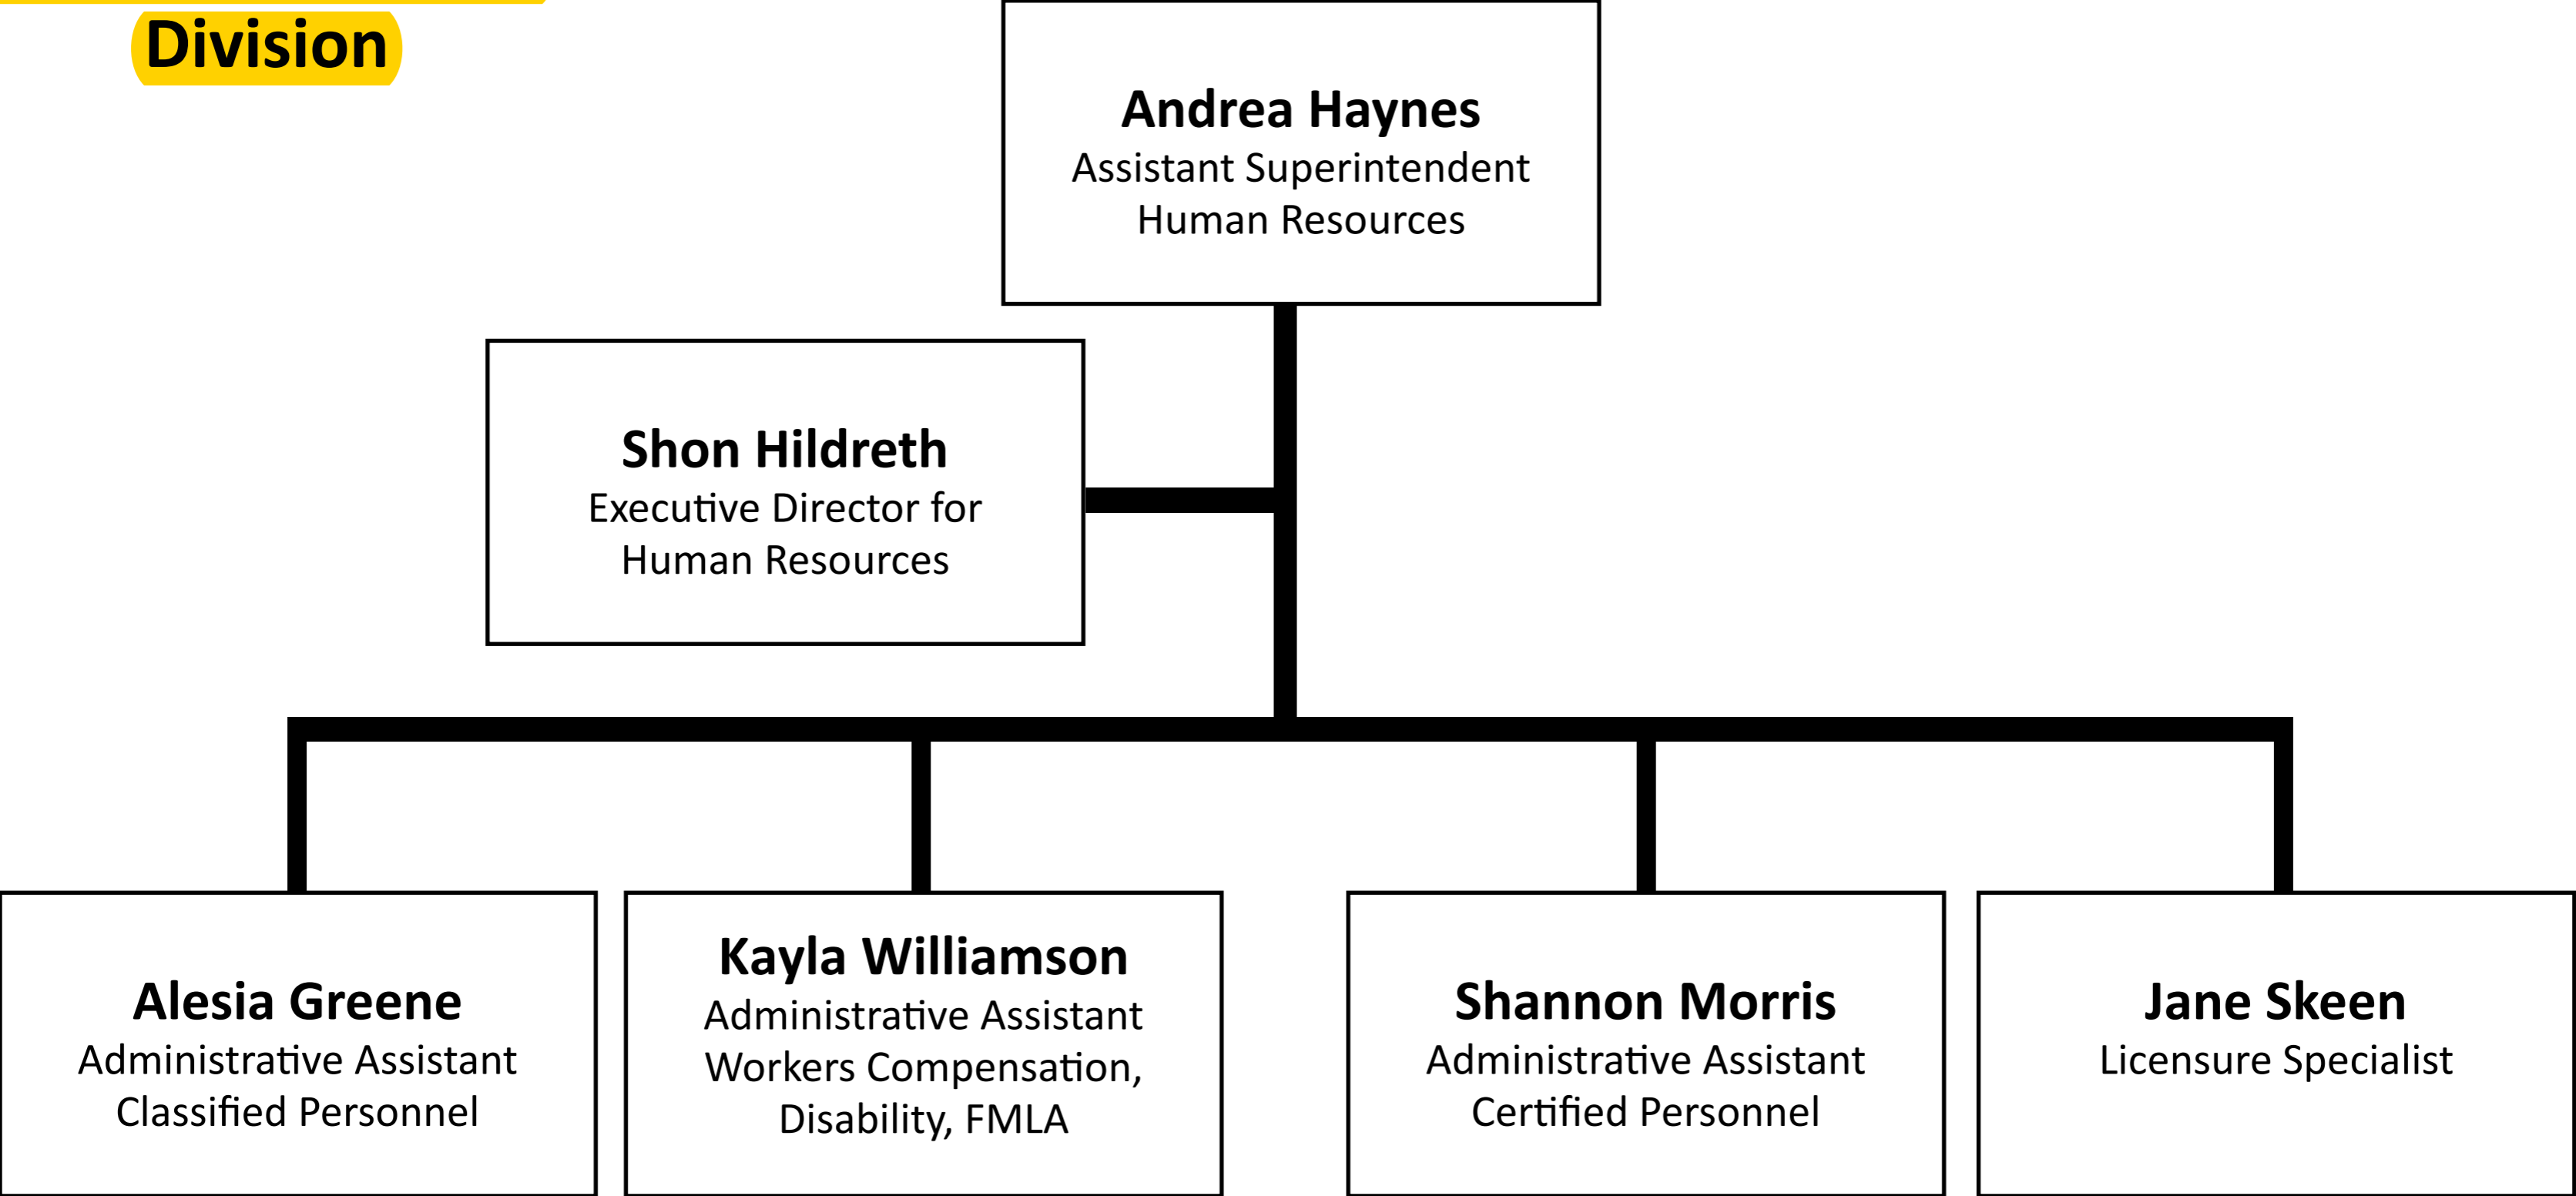 Division
Andrea Haynes
Assistant Superintendent
Human Resources
Shon Hildreth
Executive Director for
Human Resources
Alesia Greene
Administrative Assistant
Classified Personnel
Kayla Williamson
Administrative Assistant
Workers Compensation,
Disability, FMLA
Shannon Morris
Administrative Assistant
Certified Personnel
Jane Skeen
Licensure Specialist